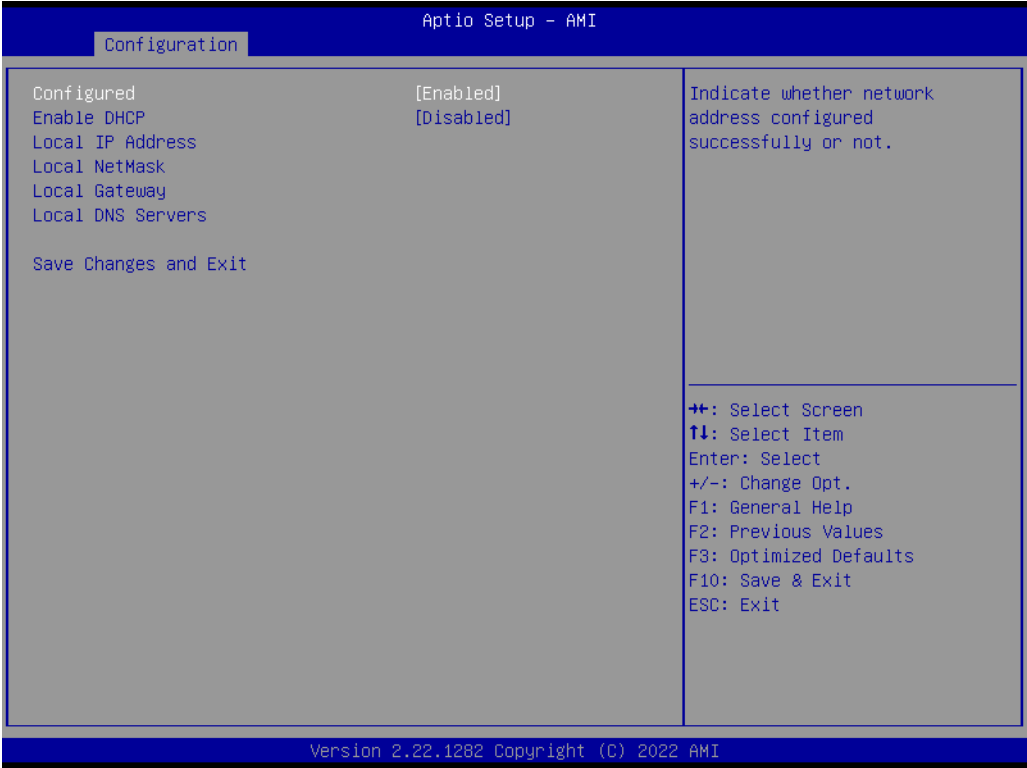 Aptio Setup – AMI
Configuration
Configured [Enabled]
Enable DHCP [Disabled]
Local IP Address
Local NetMask
Local Gateway
Local DNS Servers
Save Changes and Exit
Indicate whether network
address configured
successfully or not.
→←: Select Screen
↑↓: Select Item
Enter: Select
+/-: Change Opt.
F1: General Help
F2: Previous Values
F3: Optimized Defaults
F10: Save & Exit
ESC: Exit
Version 2.22.1282 Copyright (C) 2022 AMI